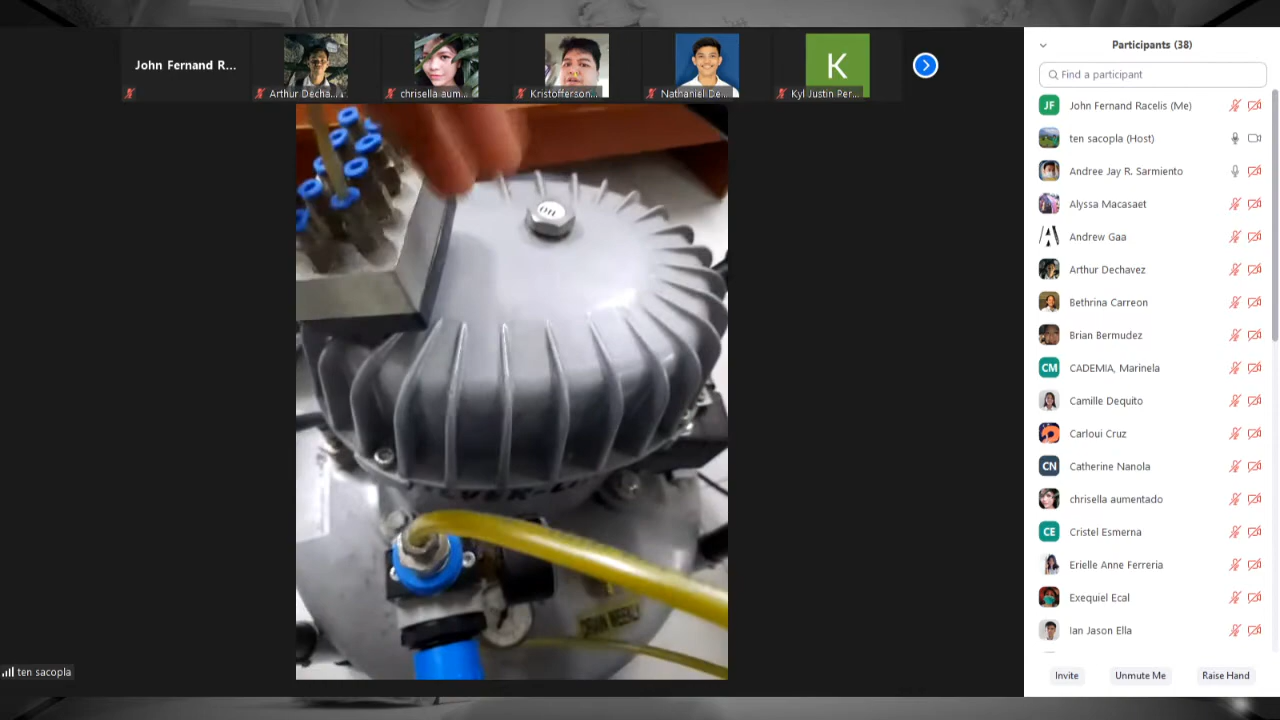 John Fernand R...
Arthur Decha...
chrisella aum...
Kristofferson...
Nathaniel De...
K
Kyl Justin Per...
OIL
DRAIN WEEKLY
ten sacopla
Participants (38)
Find a participant
JF John Fernand Racelis (Me)
ten sacopla (Host)
Andree Jay R. Sarmiento
Alyssa Macasaet
Andrew Gaa
Arthur Dechavez
Bethrina Carreon
Brian Bermudez
CM CADEMIA, Marinela
Camille Dequito
Carloui Cruz
CN Catherine Nanola
chrisella aumentado
CE Cristel Esmerna
Erielle Anne Ferreria
Exequiel Ecal
Ian Jason Ella
Invite Unmute Me Raise Hand